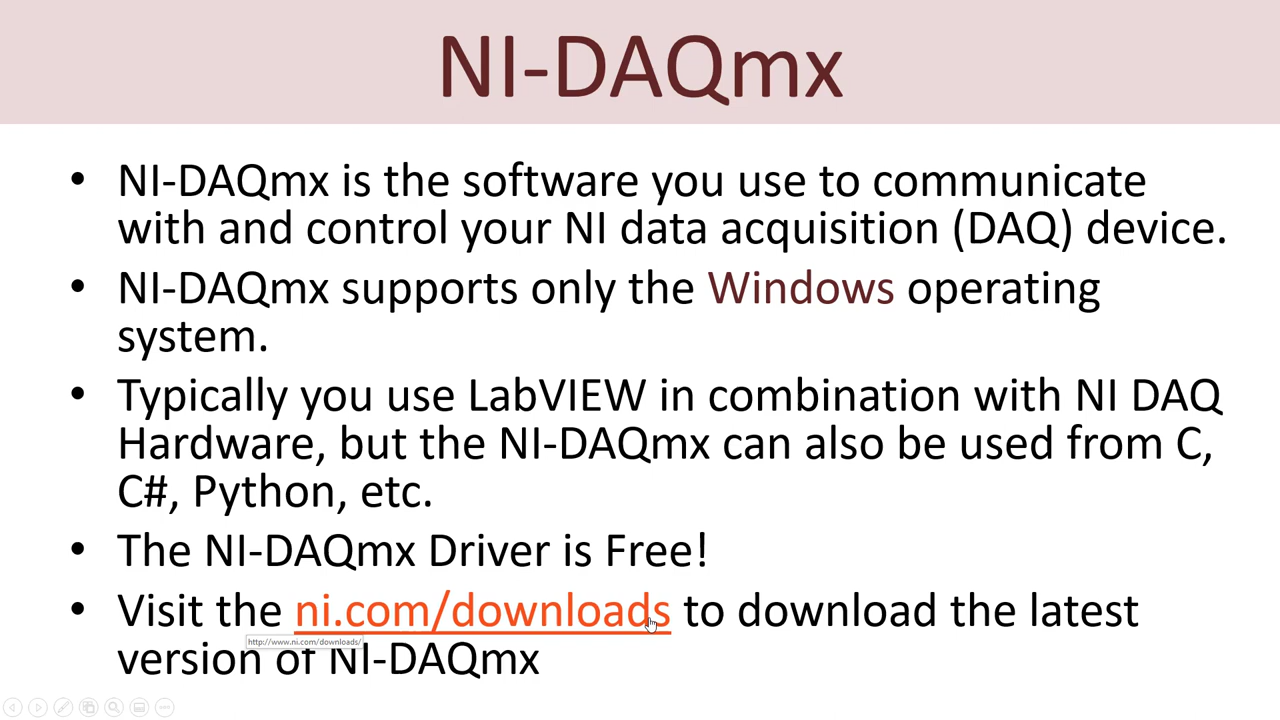 NI-DAQmx
• NI-DAQmx is the software you use to communicate
with and control your NI data acquisition (DAQ) device.
• NI-DAQmx supports only the Windows operating
system.
• Typically you use LabVIEW in combination with NI DAQ
Hardware, but the NI-DAQmx can also be used from C,
C#, Python, etc.
• The NI-DAQmx Driver is Free!
• Visit the ni.com/downloads to download the latest
http://www.ni.com/downloads/
version of NI-DAQmx